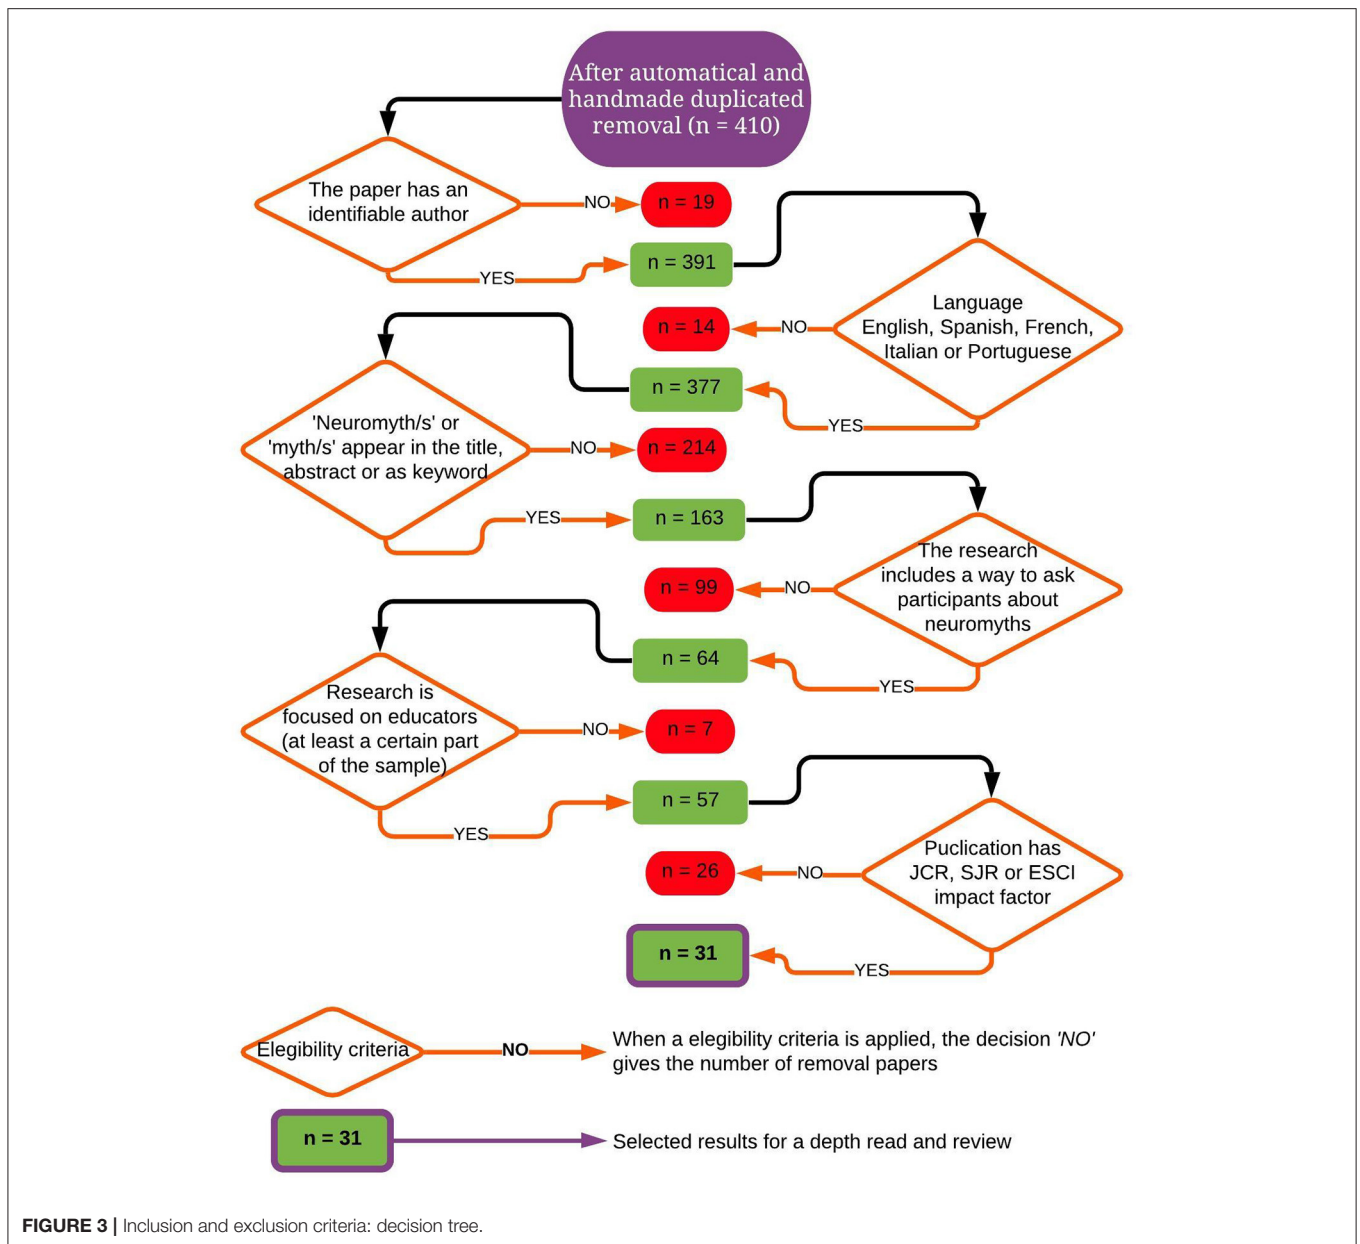 After automatical and
handmade duplicated
removal (n = 410)
The paper has an
identifiable author
NO
n = 19
YES
n = 391
Language
English, Spanish, French,
Italian or Portuguese
NO
n = 14
YES
n = 377
'Neuromyth/s' or
'myth/s' appear in the title,
abstract or as keyword
NO
n = 214
YES
n = 163
The research
includes a way to ask
participants about
neuromyths
NO
n = 99
YES
n = 64
Research is
focused on educators
(at least a certain part
of the sample)
NO
n = 7
YES
n = 57
Puclication has
JCR, SJR or ESCI
impact factor
NO
n = 26
YES
n = 31
Elegibility criteria
NO
When a elegibility criteria is applied, the decision 'NO'
gives the number of removal papers
n = 31
Selected results for a depth read and review
FIGURE 3 | Inclusion and exclusion criteria: decision tree.